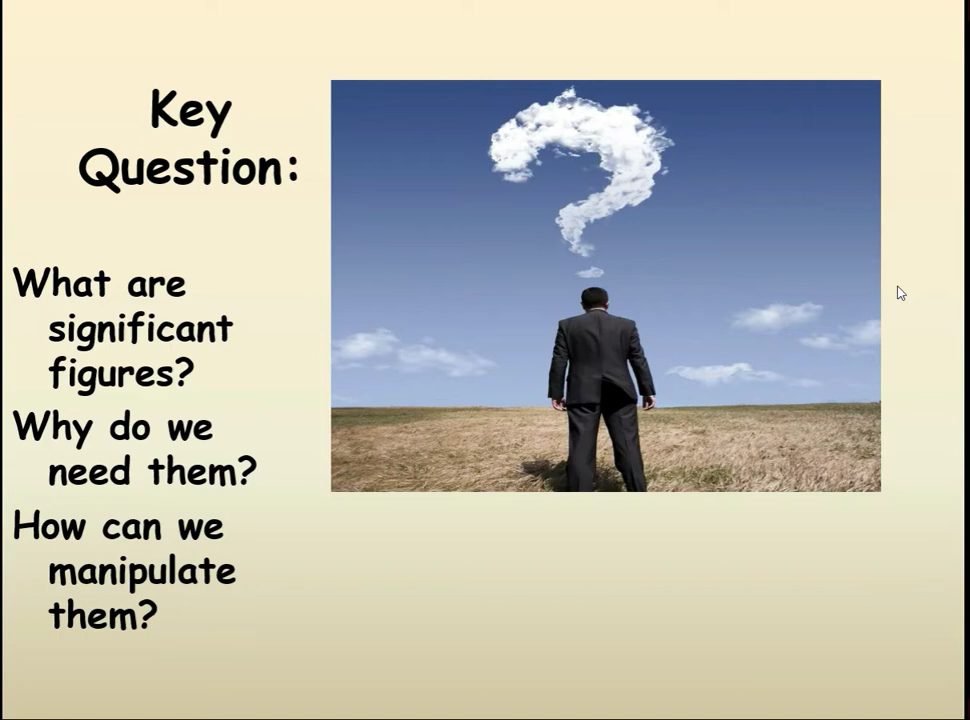 Key
Question:
What are
significant
figures?
Why do we
need them?
How can we
manipulate
them?